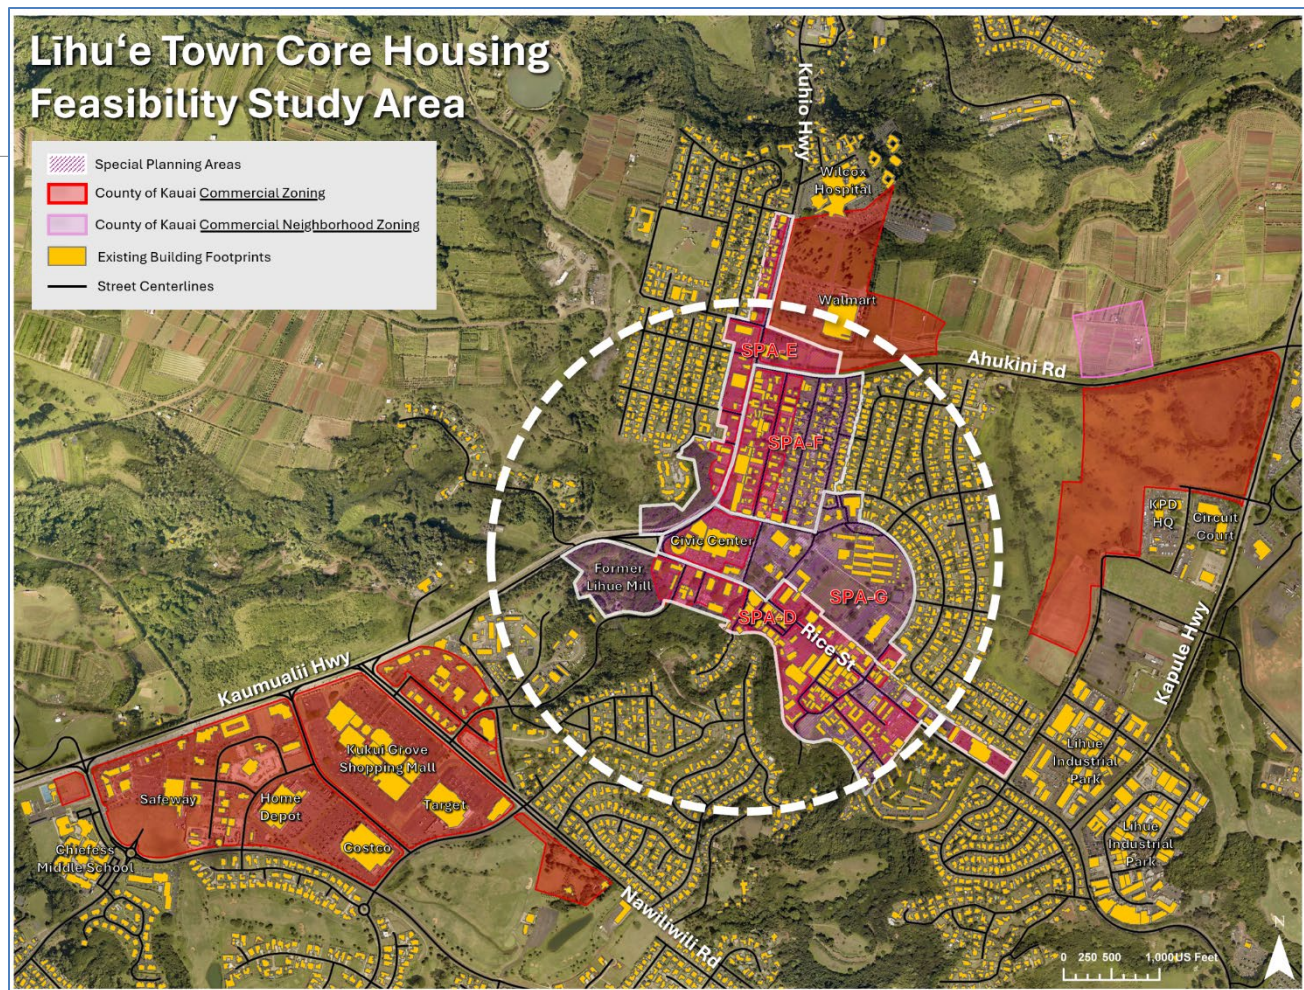 Līhuʻe Town Core Housing
Feasibility Study Area
Special Planning Areas
County of Kauai Commercial Zoning
County of Kauai Commercial Neighborhood Zoning
Existing Building Footprints
Street Centerlines
Kuhio Hwy
Wilcox
Hospital
Walmart
SPA-E
Ahukini Rd
SPA-F
KPD
HQ
Circuit
Court
Civic Center
Former
Lihue Mill
SPA-G
SPA-D
Rice St
Kapule Hwy
Kaumualii Hwy
Kukui Grove
Shopping Mall
Safeway
Home
Depot
Target
Costco
Chiefess
Middle School
Lihue
Industrial
Park
Lihue
Industrial
Park
Nawiliwili Rd
N
0 250 500 1,000 US Feet